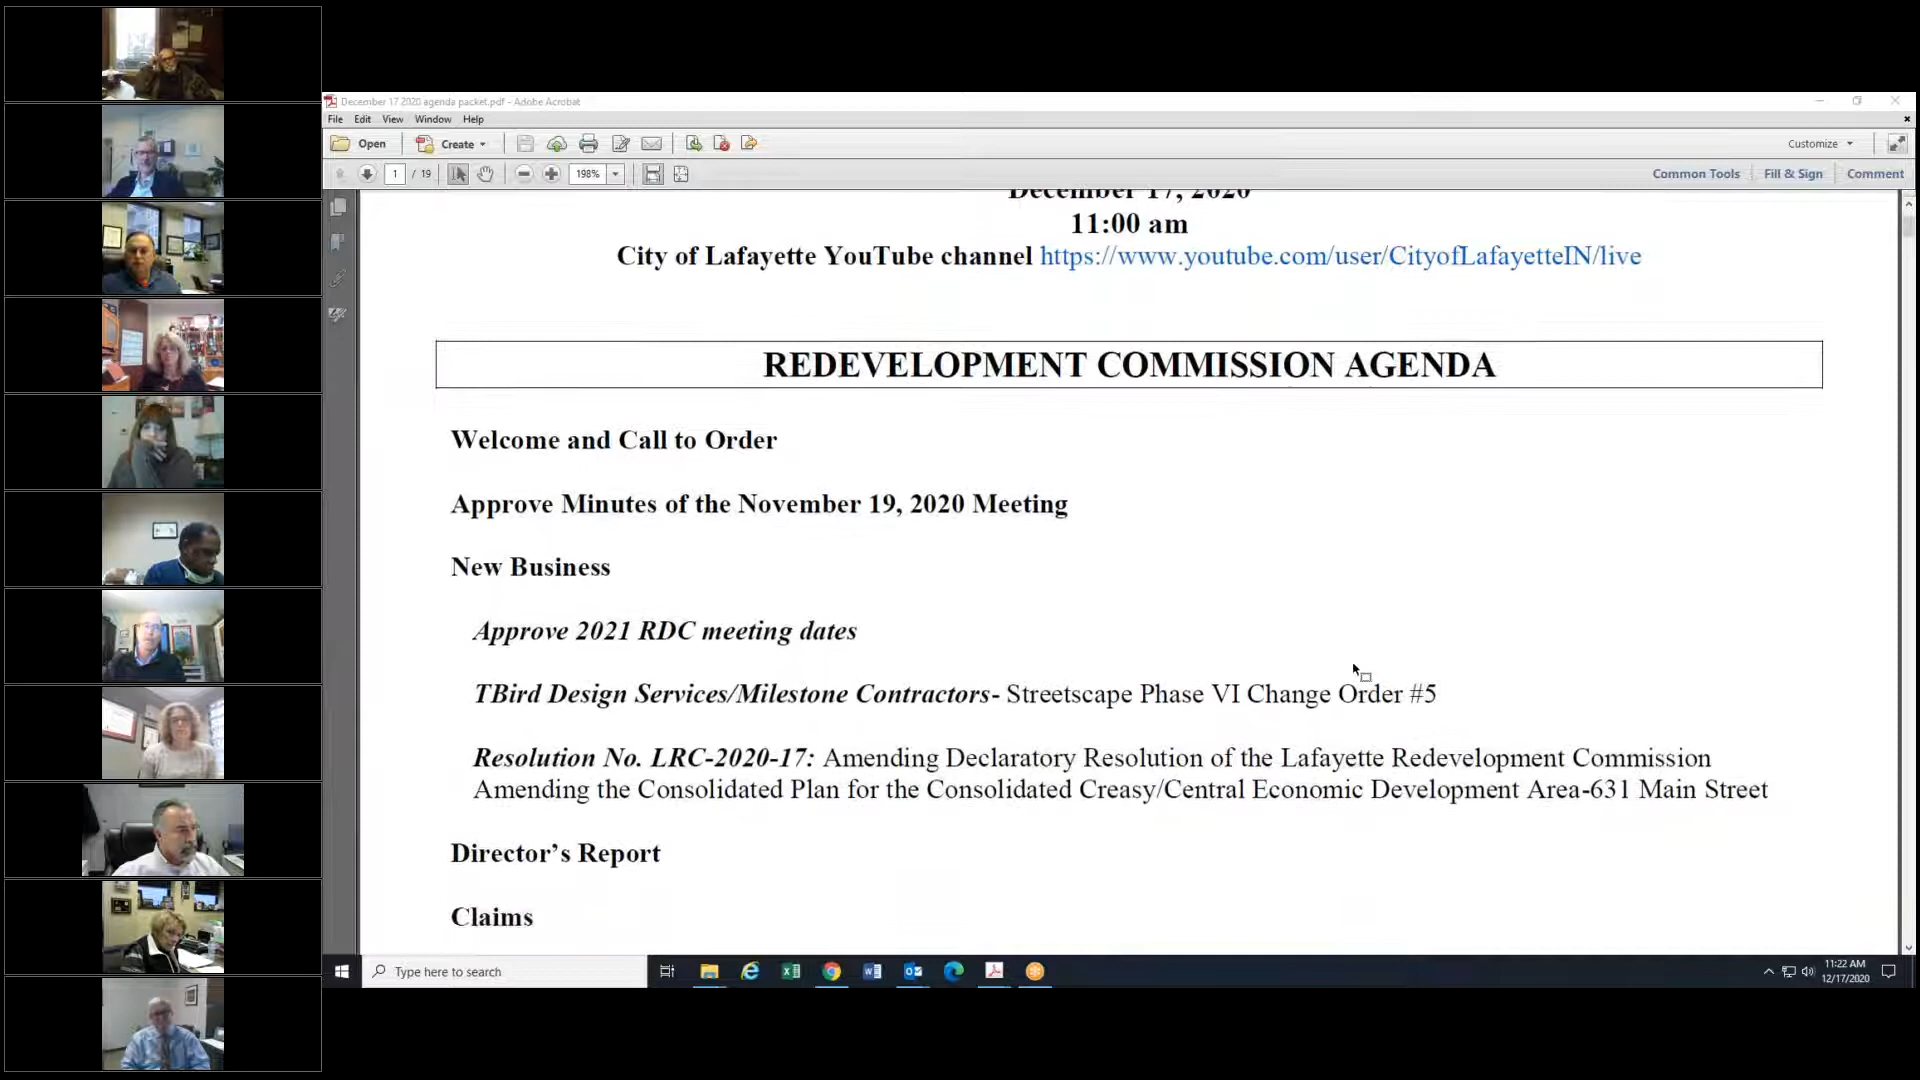 December 17 2020 agenda packet.pdf - Adobe Acrobat
File Edit View Window Help
Open Create Customize
1 / 19 198% Common Tools Fill & Sign Comment
December 17, 2020
11:00 am
City of Lafayette YouTube channel https://www.youtube.com/user/CityofLafayetteIN/live
REDEVELOPMENT COMMISSION AGENDA
Welcome and Call to Order
Approve Minutes of the November 19, 2020 Meeting
New Business
Approve 2021 RDC meeting dates
TBird Design Services/Milestone Contractors- Streetscape Phase VI Change Order #5
Resolution No. LRC-2020-17: Amending Declaratory Resolution of the Lafayette Redevelopment Commission
Amending the Consolidated Plan for the Consolidated Creasy/Central Economic Development Area-631 Main Street
Director's Report
Claims
Type here to search
11:22 AM
12/17/2020